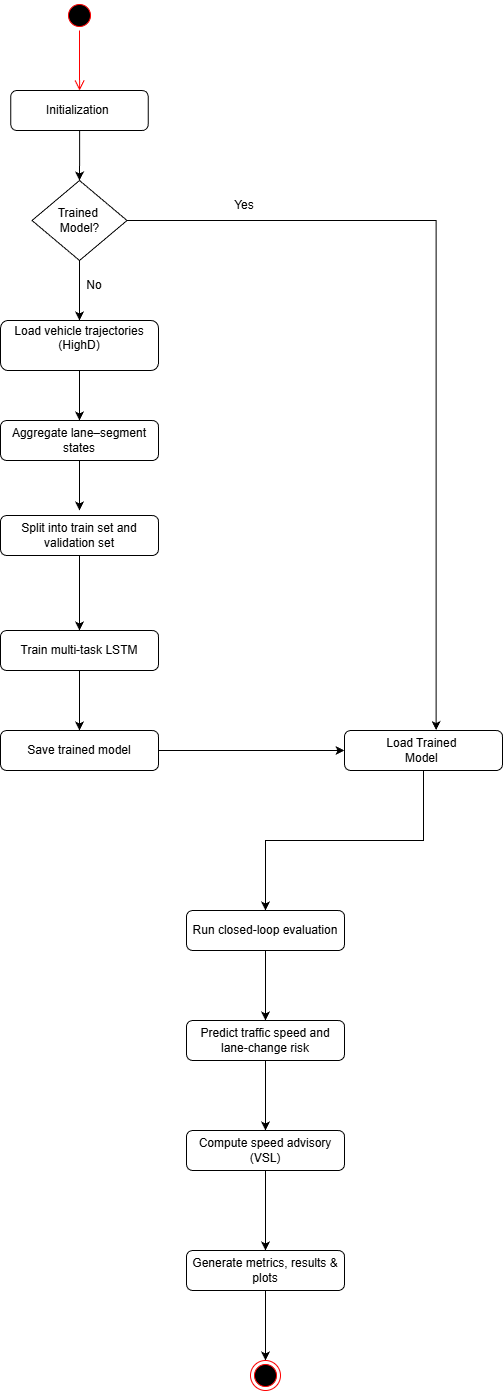 Initialization
Trained
Model?
Yes
No
Load vehicle trajectories
(HighD)
Aggregate lane–segment
states
Split into train set and
validation set
Train multi-task LSTM
Save trained model
Load Trained
Model
Run closed-loop evaluation
Predict traffic speed and
lane-change risk
Compute speed advisory
(VSL)
Generate metrics, results &
plots